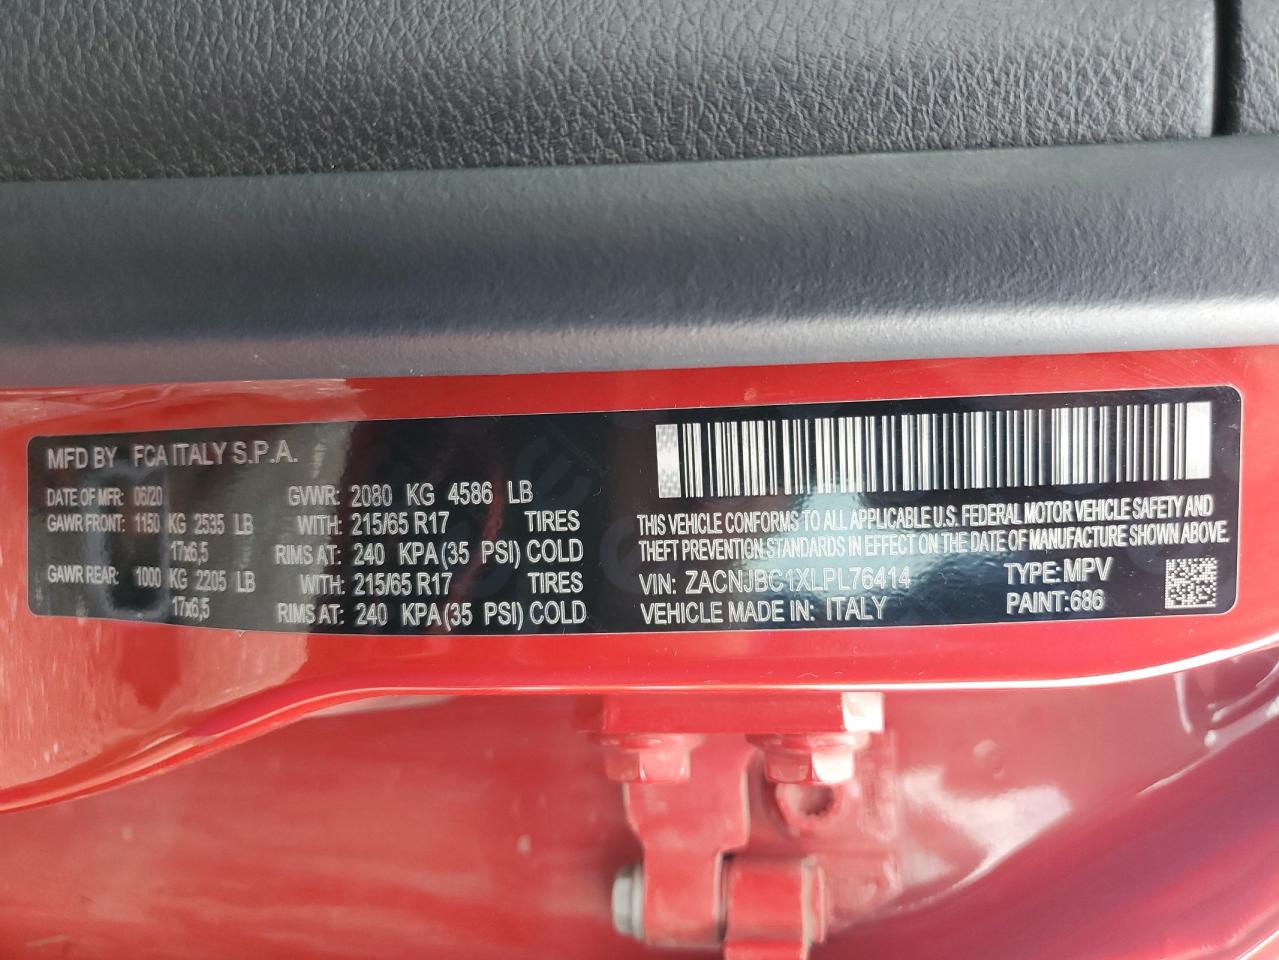 MFD BY FCA ITALY S.P.A.
DATE OF MFR: 06/20 GVWR: 2080 KG 4586 LB
GAWR FRONT: 1150 KG 2535 LB WITH: 215/65 R17 TIRES
17x6,5 RIMS AT: 240 KPA(35 PSI) COLD
GAWR REAR: 1000 KG 2205 LB WITH: 215/65 R17 TIRES
17x6,5 RIMS AT: 240 KPA(35 PSI) COLD
THIS VEHICLE CONFORMS TO ALL APPLICABLE U.S. FEDERAL MOTOR VEHICLE SAFETY AND
THEFT PREVENTION STANDARDS IN EFFECT ON THE DATE OF MANUFACTURE SHOWN ABOVE.
VIN: ZACNJBC1XLPL76414 TYPE:MPV
VEHICLE MADE IN: ITALY PAINT:686